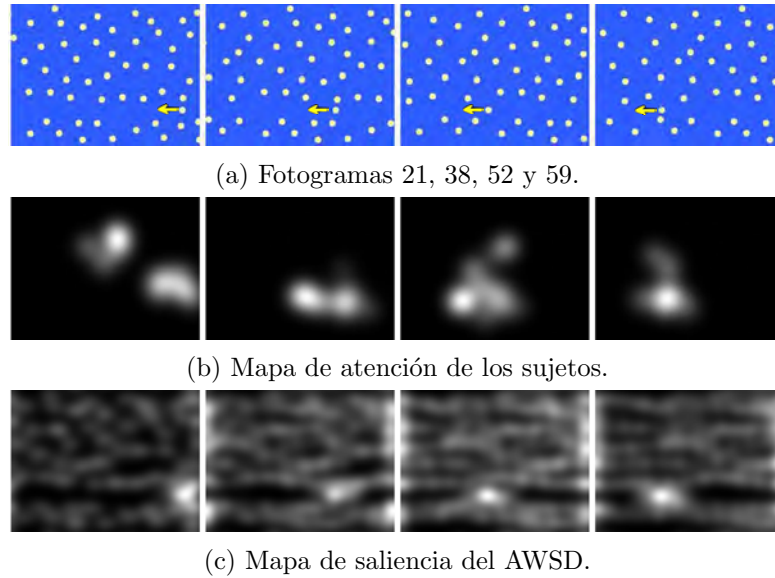 (a) Fotogramas 21, 38, 52 y 59.
(b) Mapa de atención de los sujetos.
(c) Mapa de saliencia del AWSD.